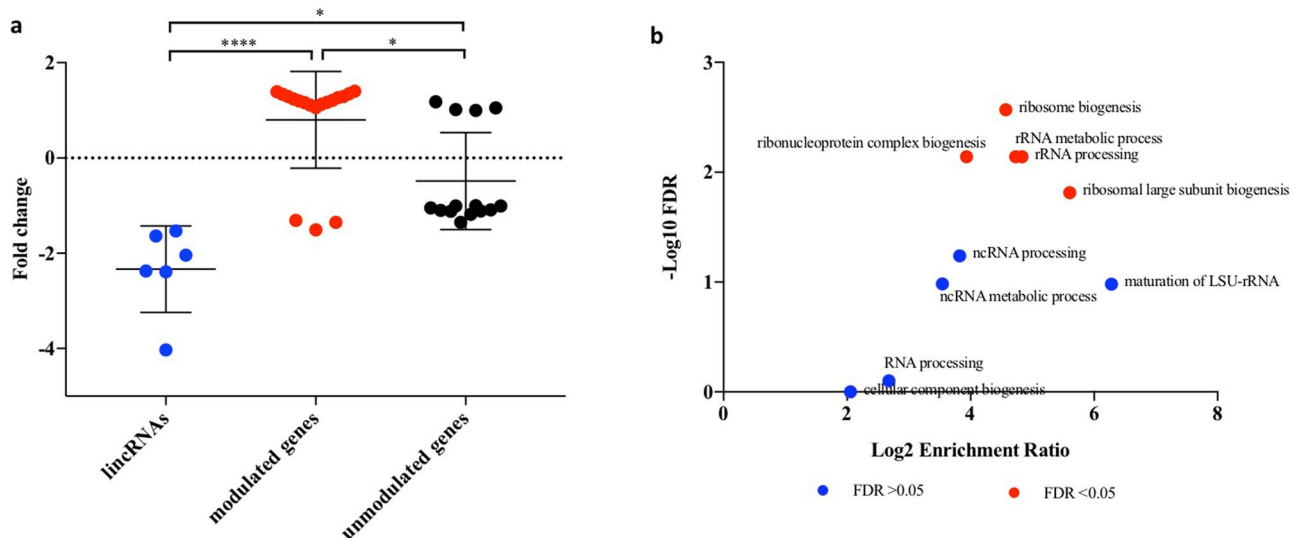 a
*
****
*
2
0
-2
-4
Fold change
lincRNAs
modulated genes
unmodulated genes
b
3
2
1
0
-Log10 FDR
ribosome biogenesis
ribonucleoprotein complex biogenesis
rRNA metabolic process
rRNA processing
ribosomal large subunit biogenesis
ncRNA processing
ncRNA metabolic process
maturation of LSU-rRNA
RNA processing
cellular component biogenesis
0 2 4 6 8
Log2 Enrichment Ratio
FDR >0.05 FDR <0.05